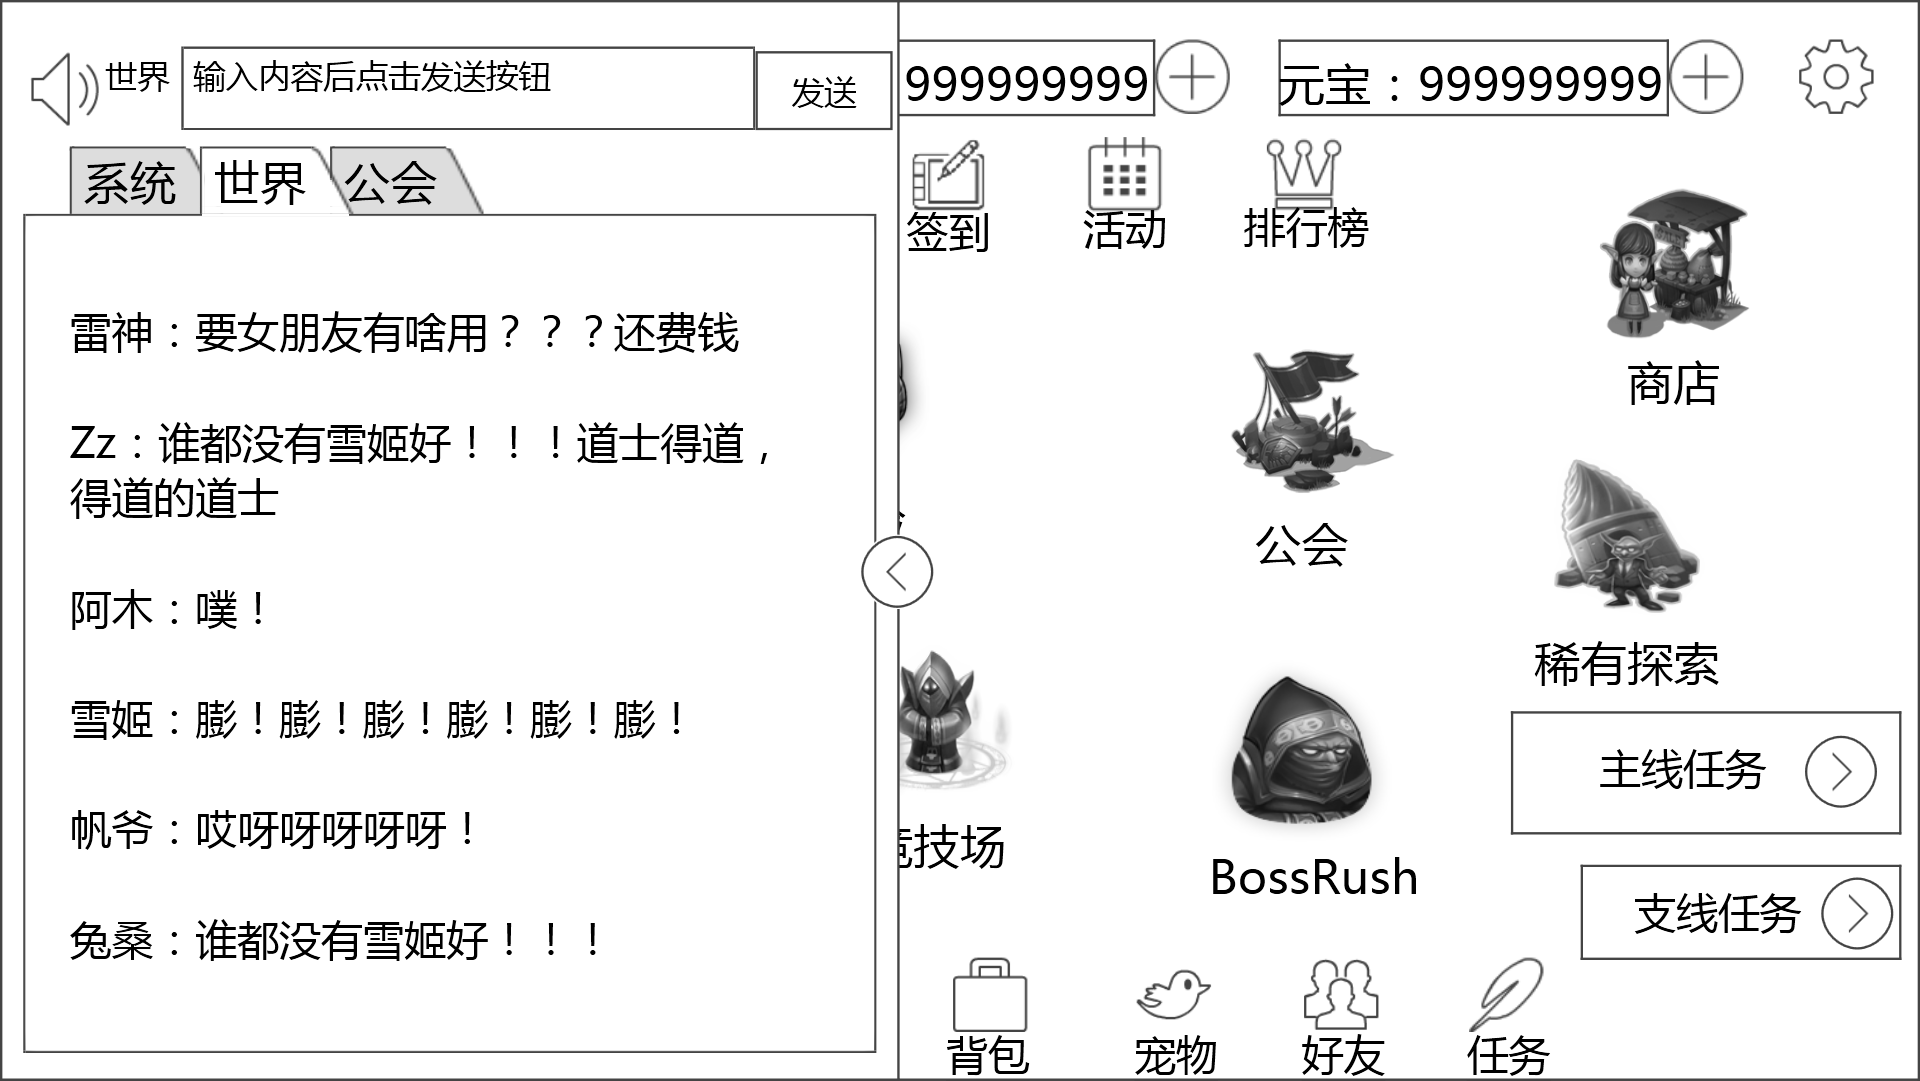 世界
输入内容后点击发送按钮
发送
999999999
元宝：999999999
系统
世界
公会
签到
活动
排行榜
雷神：要女朋友有啥用？？？还费钱
Zz：谁都没有雪姬好！！！道士得道，
得道的道士
阿木：噗！
雪姬：膨！膨！膨！膨！膨！膨！
帆爷：哎呀呀呀呀呀！
兔桑：谁都没有雪姬好！！！
商店
公会
稀有探索
主线任务
竞技场
BossRush
支线任务
背包
宠物
好友
任务